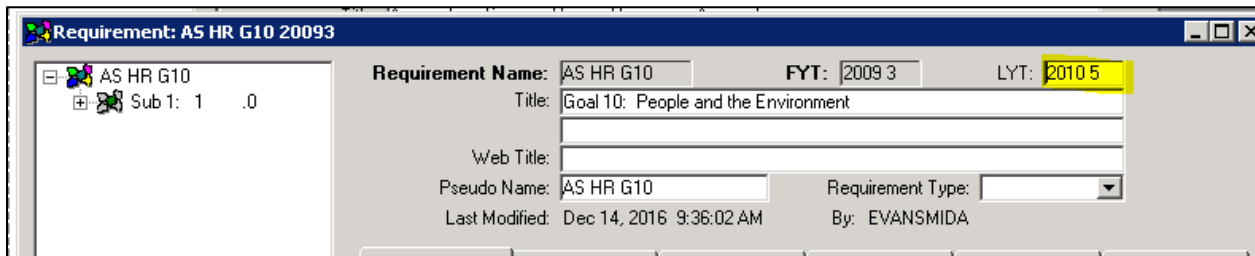 Requirement: AS HR G10 20093
AS HR G10
Sub 1: 1 .0
Requirement Name: AS HR G10 FYT: 2009 3 LYT: 2010 5
Title: Goal 10: People and the Environment
Web Title:
Pseudo Name: AS HR G10 Requirement Type:
Last Modified: Dec 14, 2016 9:36:02 AM By: EVANSMIDA